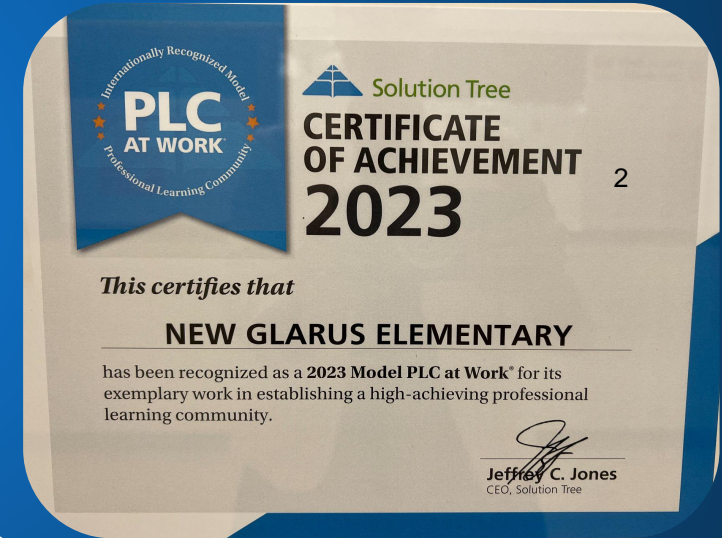 Internationally Recognized Model
PLC
AT WORK
Professional Learning Community
Solution Tree
CERTIFICATE
OF ACHIEVEMENT
2023
2
This certifies that
NEW GLARUS ELEMENTARY
has been recognized as a 2023 Model PLC at Work® for its
exemplary work in establishing a high-achieving professional
learning community.
Jeffrey C. Jones
CEO, Solution Tree